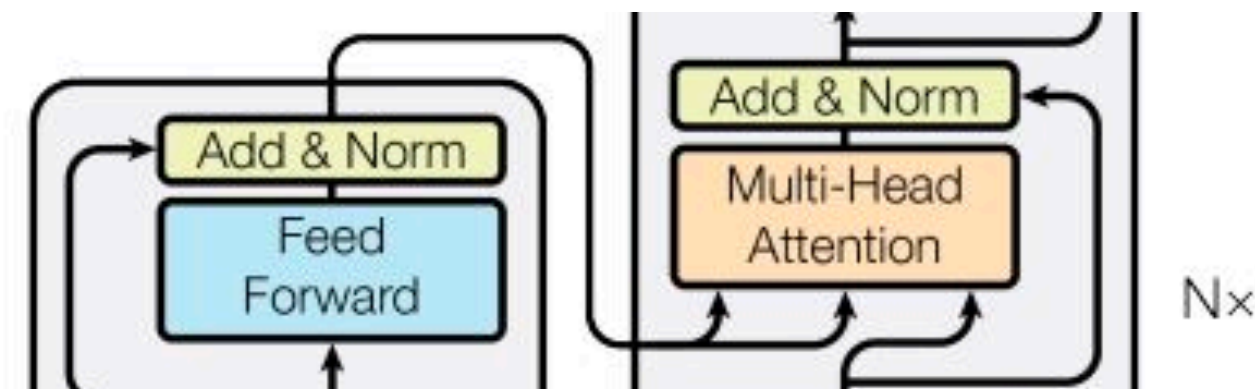 Add & Norm
Feed
Forward
Add & Norm
Multi-Head
Attention
N×